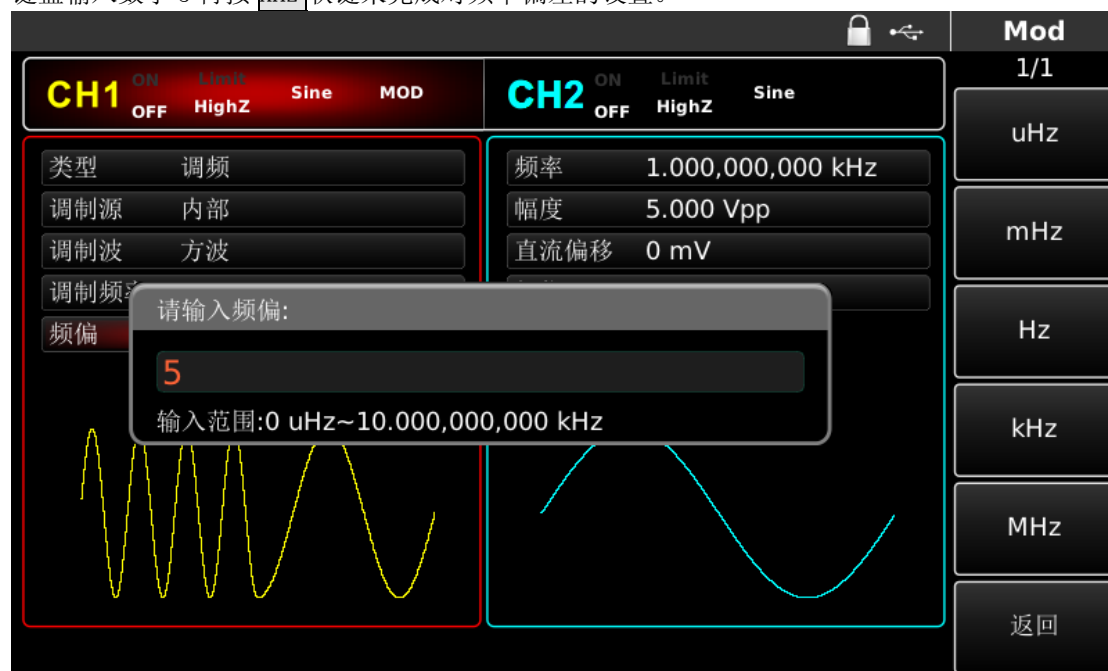 Mod
1/1
CH1 ON OFF Limit HighZ Sine MOD
CH2 ON OFF Limit HighZ Sine
类型 调频
调制源 内部
调制波 方波
调制频
频偏
频率 1.000,000,000 kHz
幅度 5.000 Vpp
直流偏移 0 mV
请输入频偏:
5
输入范围:0 uHz~10.000,000,000 kHz
uHz
mHz
Hz
kHz
MHz
返回